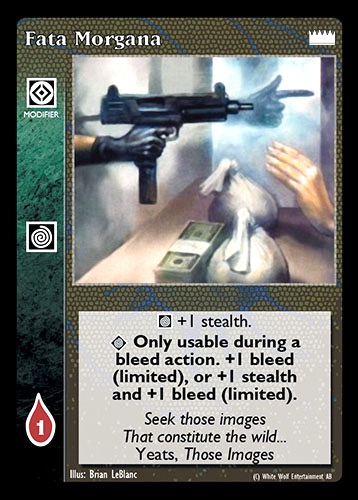 Fata Morgana
MODIFIER
+1 stealth.
Only usable during a
bleed action. +1 bleed
(limited), or +1 stealth
and +1 bleed (limited).
Seek those images
That constitute the wild...
Yeats, Those Images
1
Illus: Brian LeBlanc
(C) White Wolf Entertainment AB